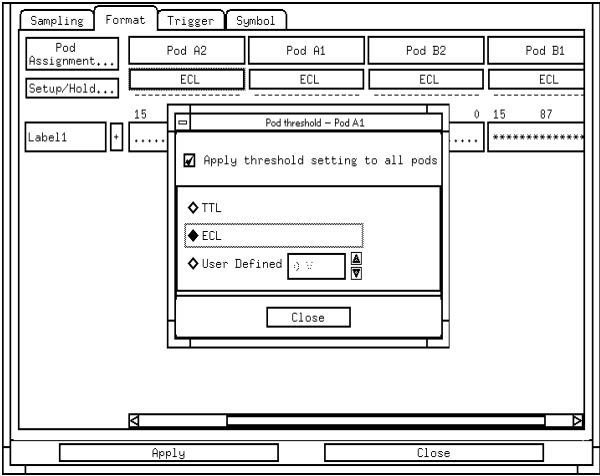 Sampling Format Trigger Symbol
Pod Assignment... Pod A2 Pod A1 Pod B2 Pod B1
Setup/Hold... ECL ECL ECL ECL
15 0 15 87
Label1 + ..... .... *************
Pod threshold — Pod A1
Apply threshold setting to all pods
TTL
ECL
User Defined 0 V
Close
Apply Close